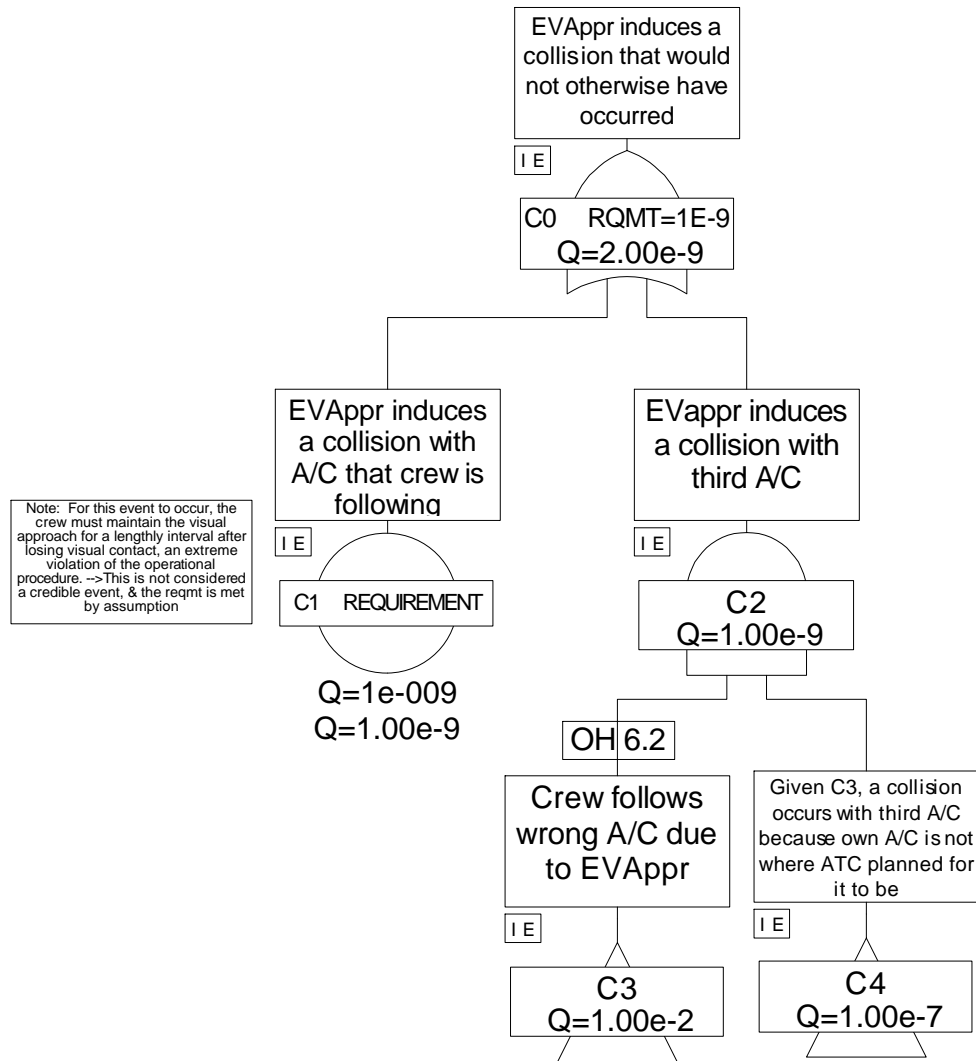 EVAppr induces a
collision that would
not otherwise have
occurred
I E
C0 RQMT=1E-9
Q=2.00e-9
EVAppr induces
a collision with
A/C that crew is
following
I E
C1 REQUIREMENT
Q=1e-009
Q=1.00e-9
Note: For this event to occur, the
crew must maintain the visual
approach for a lengthly interval after
losing visual contact, an extreme
violation of the operational
procedure. -->This is not considered
a credible event, & the reqmt is met
by assumption
EVappr induces
a collision with
third A/C
I E
C2
Q=1.00e-9
OH 6.2
Crew follows
wrong A/C due
to EVAppr
I E
C3
Q=1.00e-2
Given C3, a collision
occurs with third A/C
because own A/C is not
where ATC planned for
it to be
I E
C4
Q=1.00e-7